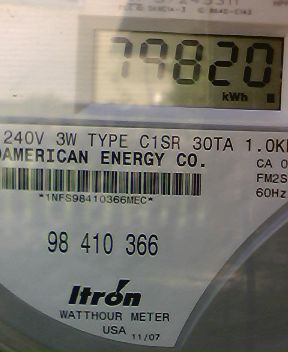 79820
kWh
240V 3W TYPE C1SR 30TA 1.0K
AMERICAN ENERGY CO.
CA 0
FM2S
60Hz
*1NFS98410366MEC*
98 410 366
Itron
WATTHOUR METER
USA 11/07